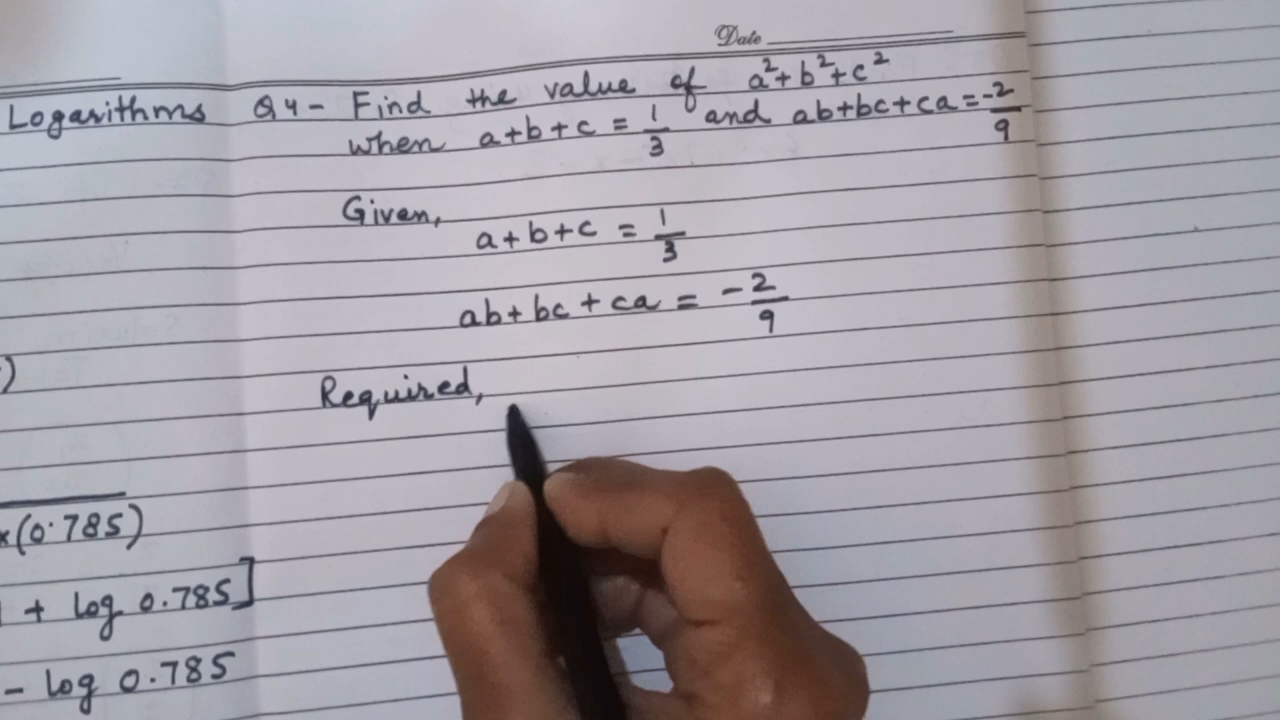 Date
Logarithms
Q4 - Find the value of a²+b²+c²
when a+b+c = 1/3 and ab+bc+ca = -2/9
Given,
a+b+c = 1/3
ab+bc+ca = -2/9
Required,
)
×(0.785)
+ log 0.785]
- log 0.785